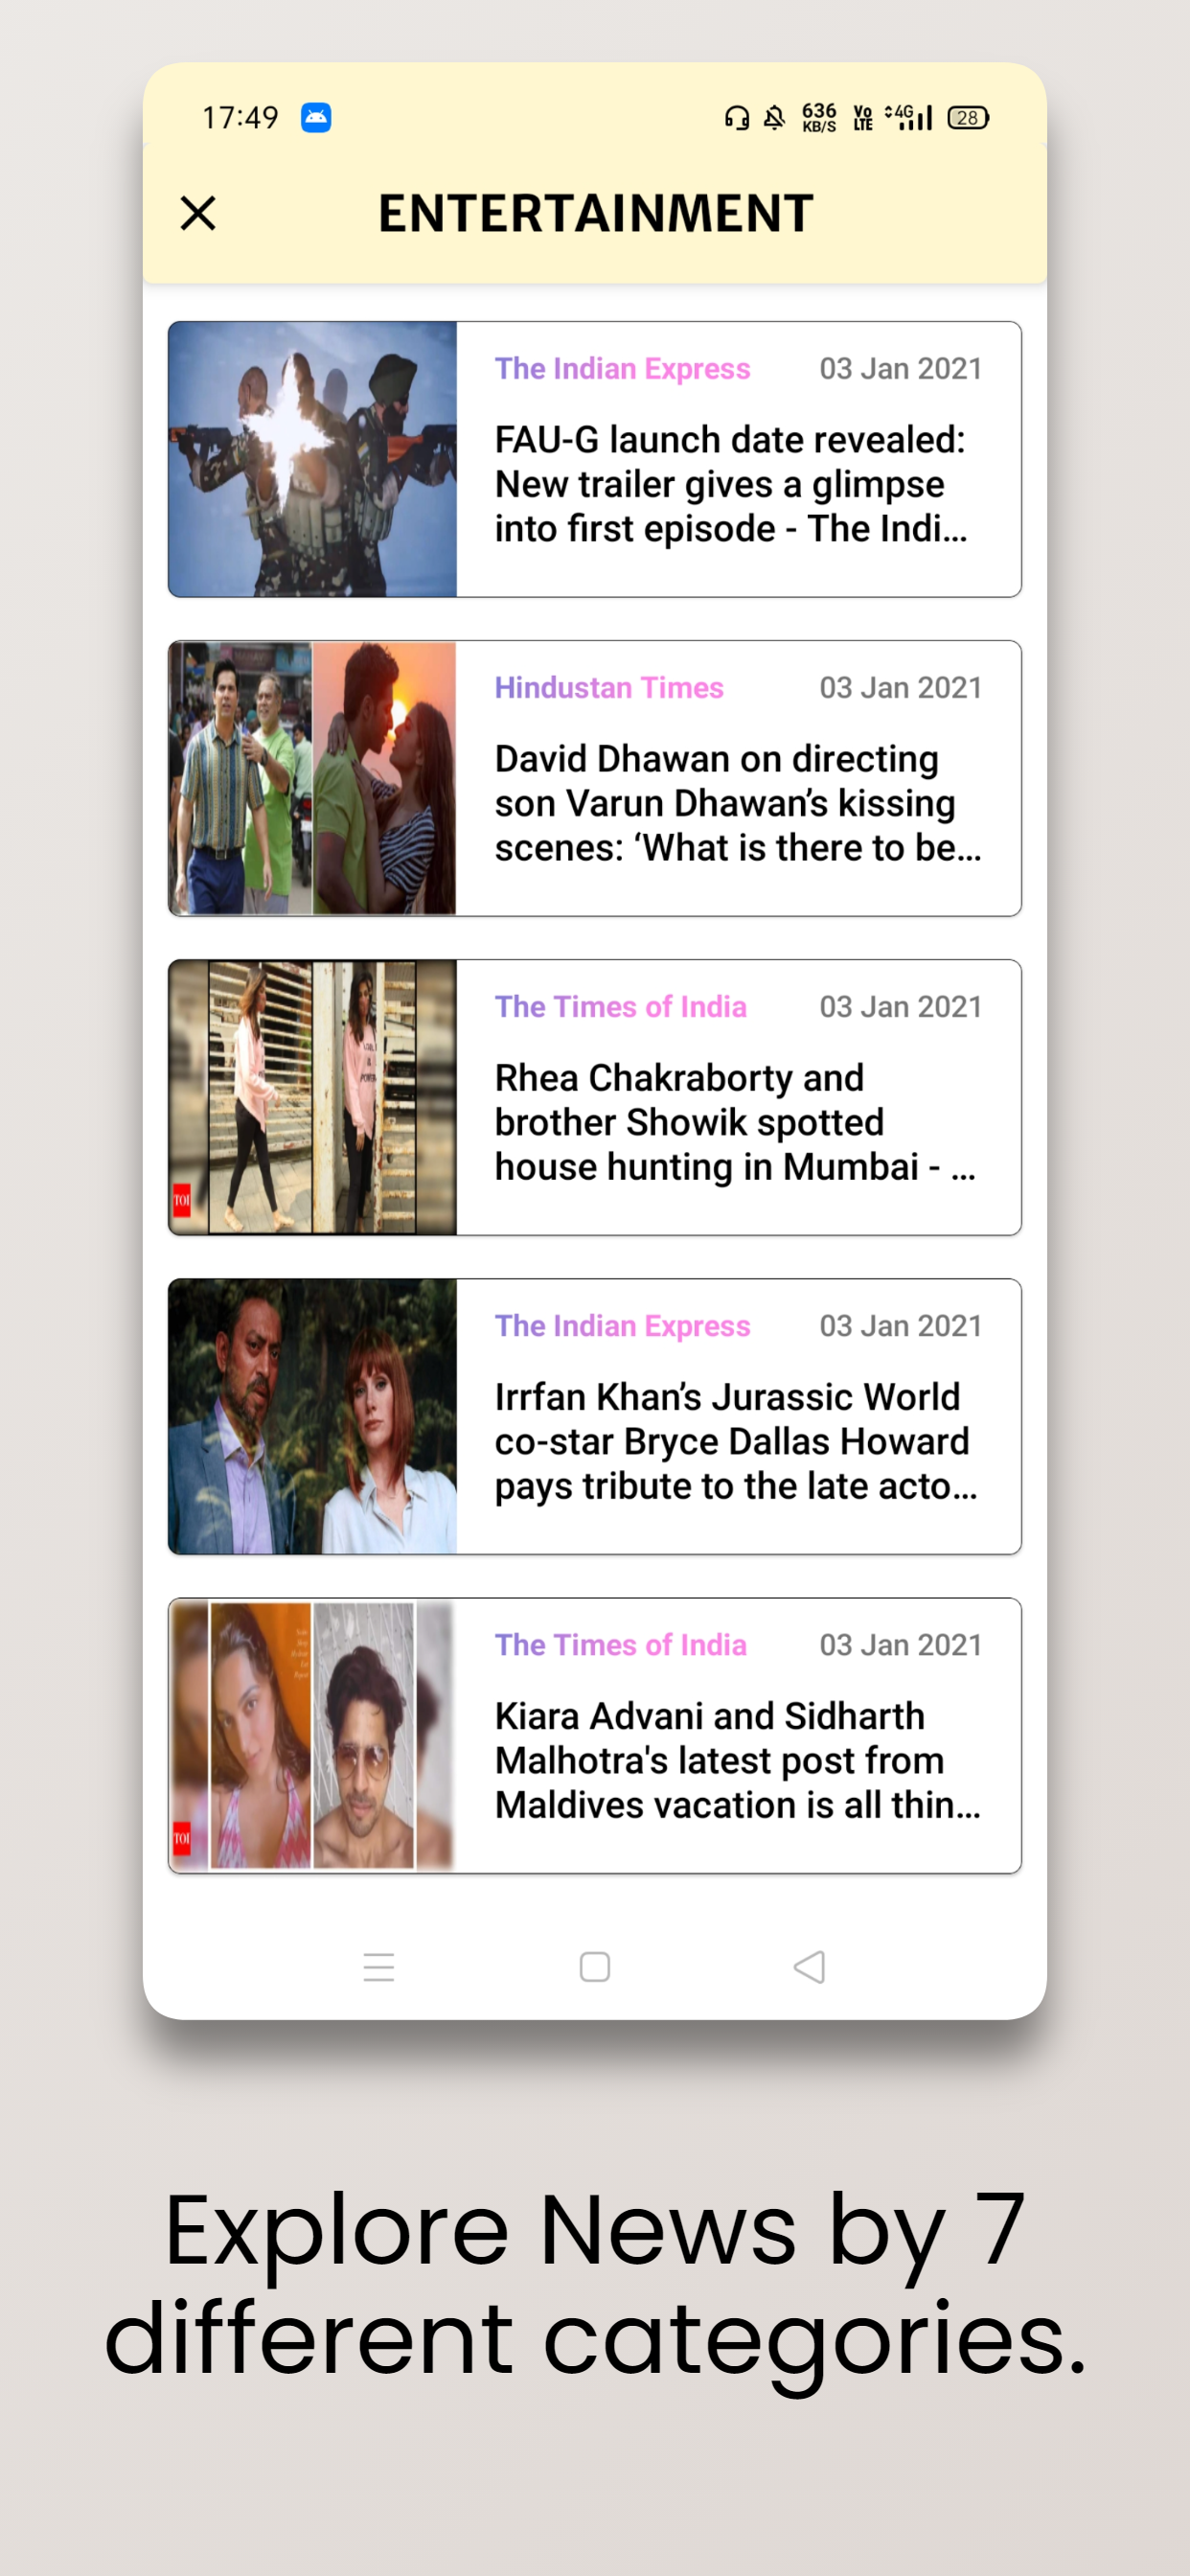 17:49 636 KB/S Vo LTE 4G 28
ENTERTAINMENT
The Indian Express 03 Jan 2021
FAU-G launch date revealed:
New trailer gives a glimpse
into first episode - The Indi...
Hindustan Times 03 Jan 2021
David Dhawan on directing
son Varun Dhawan’s kissing
scenes: ‘What is there to be...
The Times of India 03 Jan 2021
Rhea Chakraborty and
brother Showik spotted
house hunting in Mumbai - ...
TOI
The Indian Express 03 Jan 2021
Irrfan Khan’s Jurassic World
co-star Bryce Dallas Howard
pays tribute to the late acto...
The Times of India 03 Jan 2021
Kiara Advani and Sidharth
Malhotra's latest post from
Maldives vacation is all thin...
TOI
Explore News by 7
different categories.